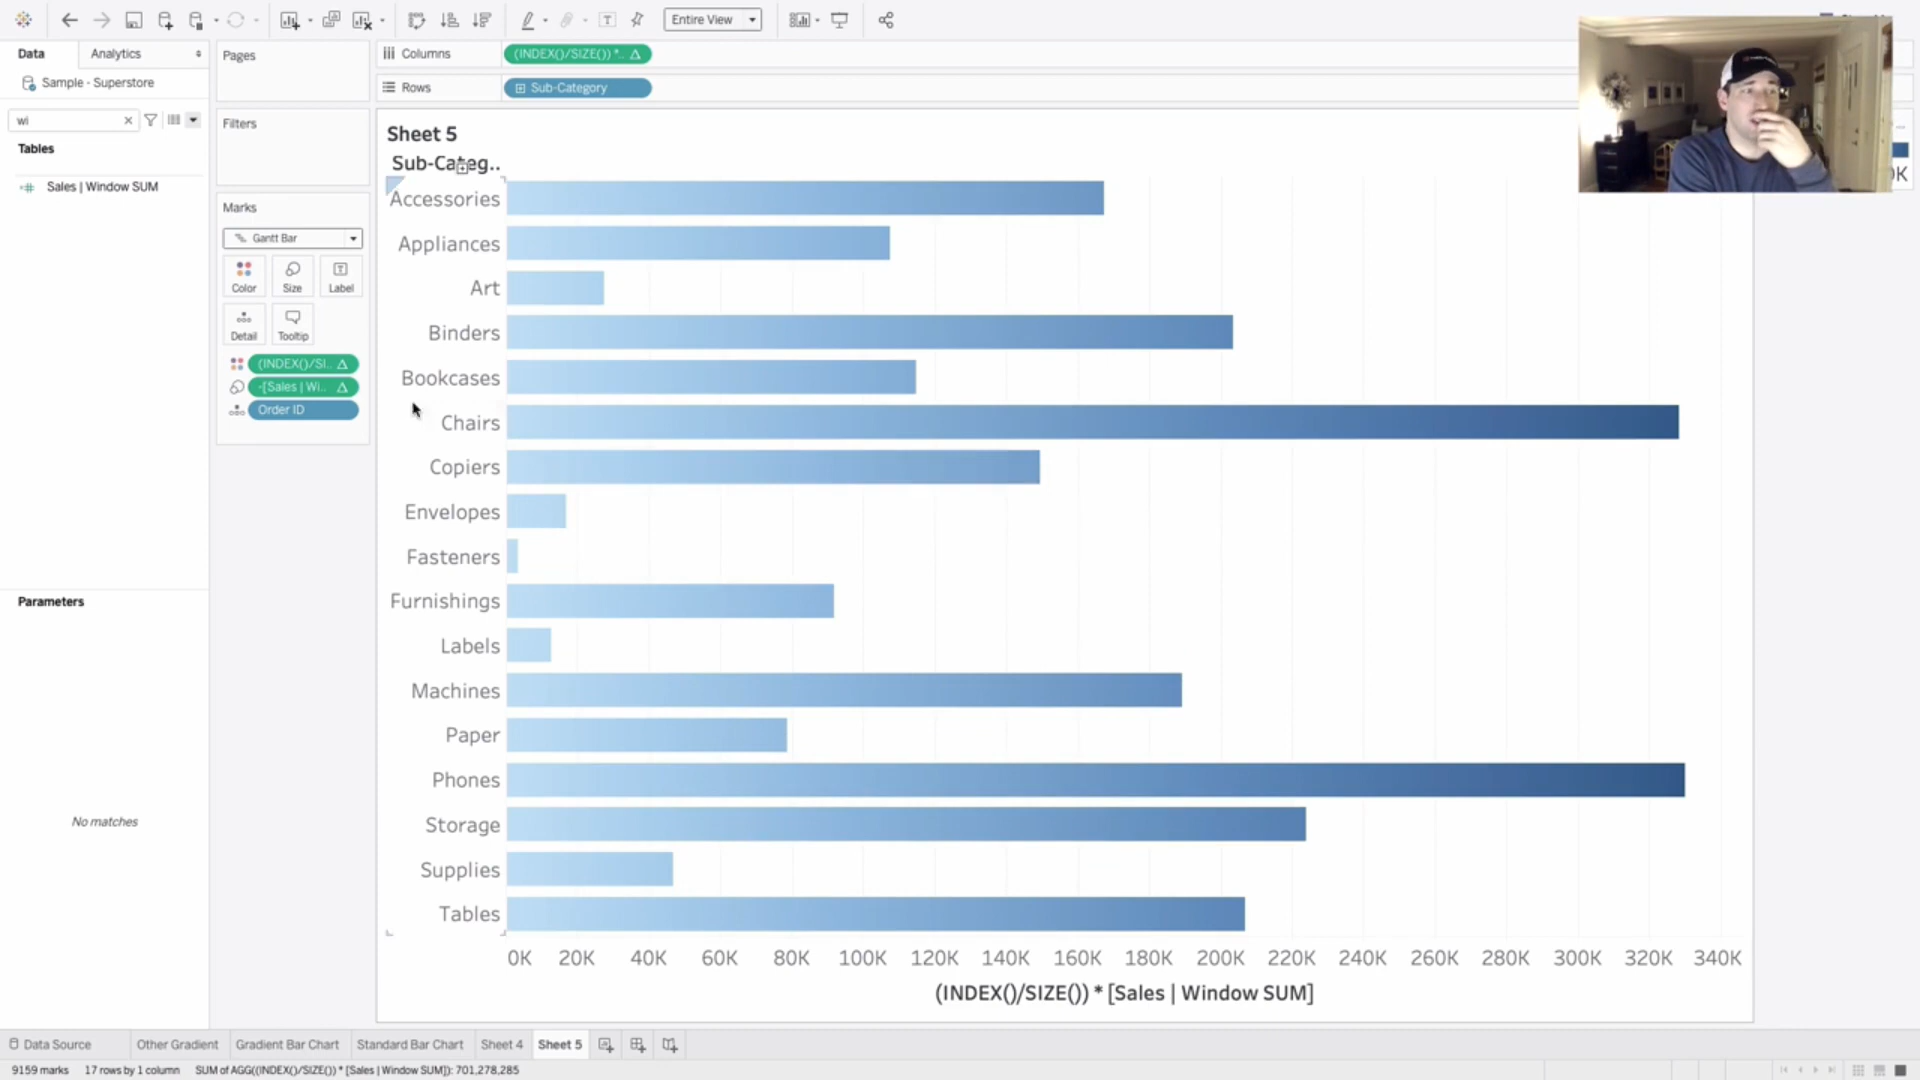 Entire View
Data
Analytics
Pages
Columns
(INDEX()/SIZE()) *..
Sample - Superstore
Rows
Sub-Category
wi
Filters
Tables
Sales | Window SUM
Sheet 5
Sub-Categ..
Marks
Gantt Bar
Color
Size
Label
Detail
Tooltip
(INDEX()/SI..
-[Sales | Wi..
Order ID
Accessories
Appliances
Art
Binders
Bookcases
Chairs
Copiers
Envelopes
Fasteners
Furnishings
Labels
Machines
Paper
Phones
Storage
Supplies
Tables
Parameters
No matches
0K 20K 40K 60K 80K 100K 120K 140K 160K 180K 200K 220K 240K 260K 280K 300K 320K 340K
(INDEX()/SIZE()) * [Sales | Window SUM]
Data Source
Other Gradient
Gradient Bar Chart
Standard Bar Chart
Sheet 4
Sheet 5
9159 marks
17 rows by 1 column
SUM of AGG((INDEX()/SIZE()) * [Sales | Window SUM]): 701,278,285